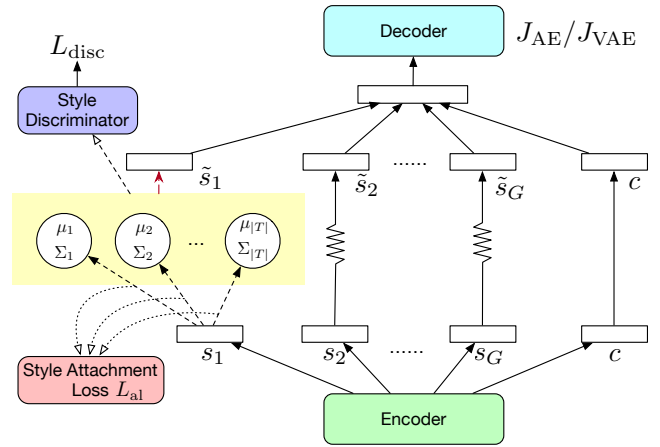 Decoder
J_AE/J_VAE
L_disc
Style
Discriminator
s̃_1
s̃_2
......
s̃_G
c
μ_1
Σ_1
μ_2
Σ_2
...
μ_|T|
Σ_|T|
s_1
s_2
......
s_G
c
Style Attachment
Loss L_al
Encoder